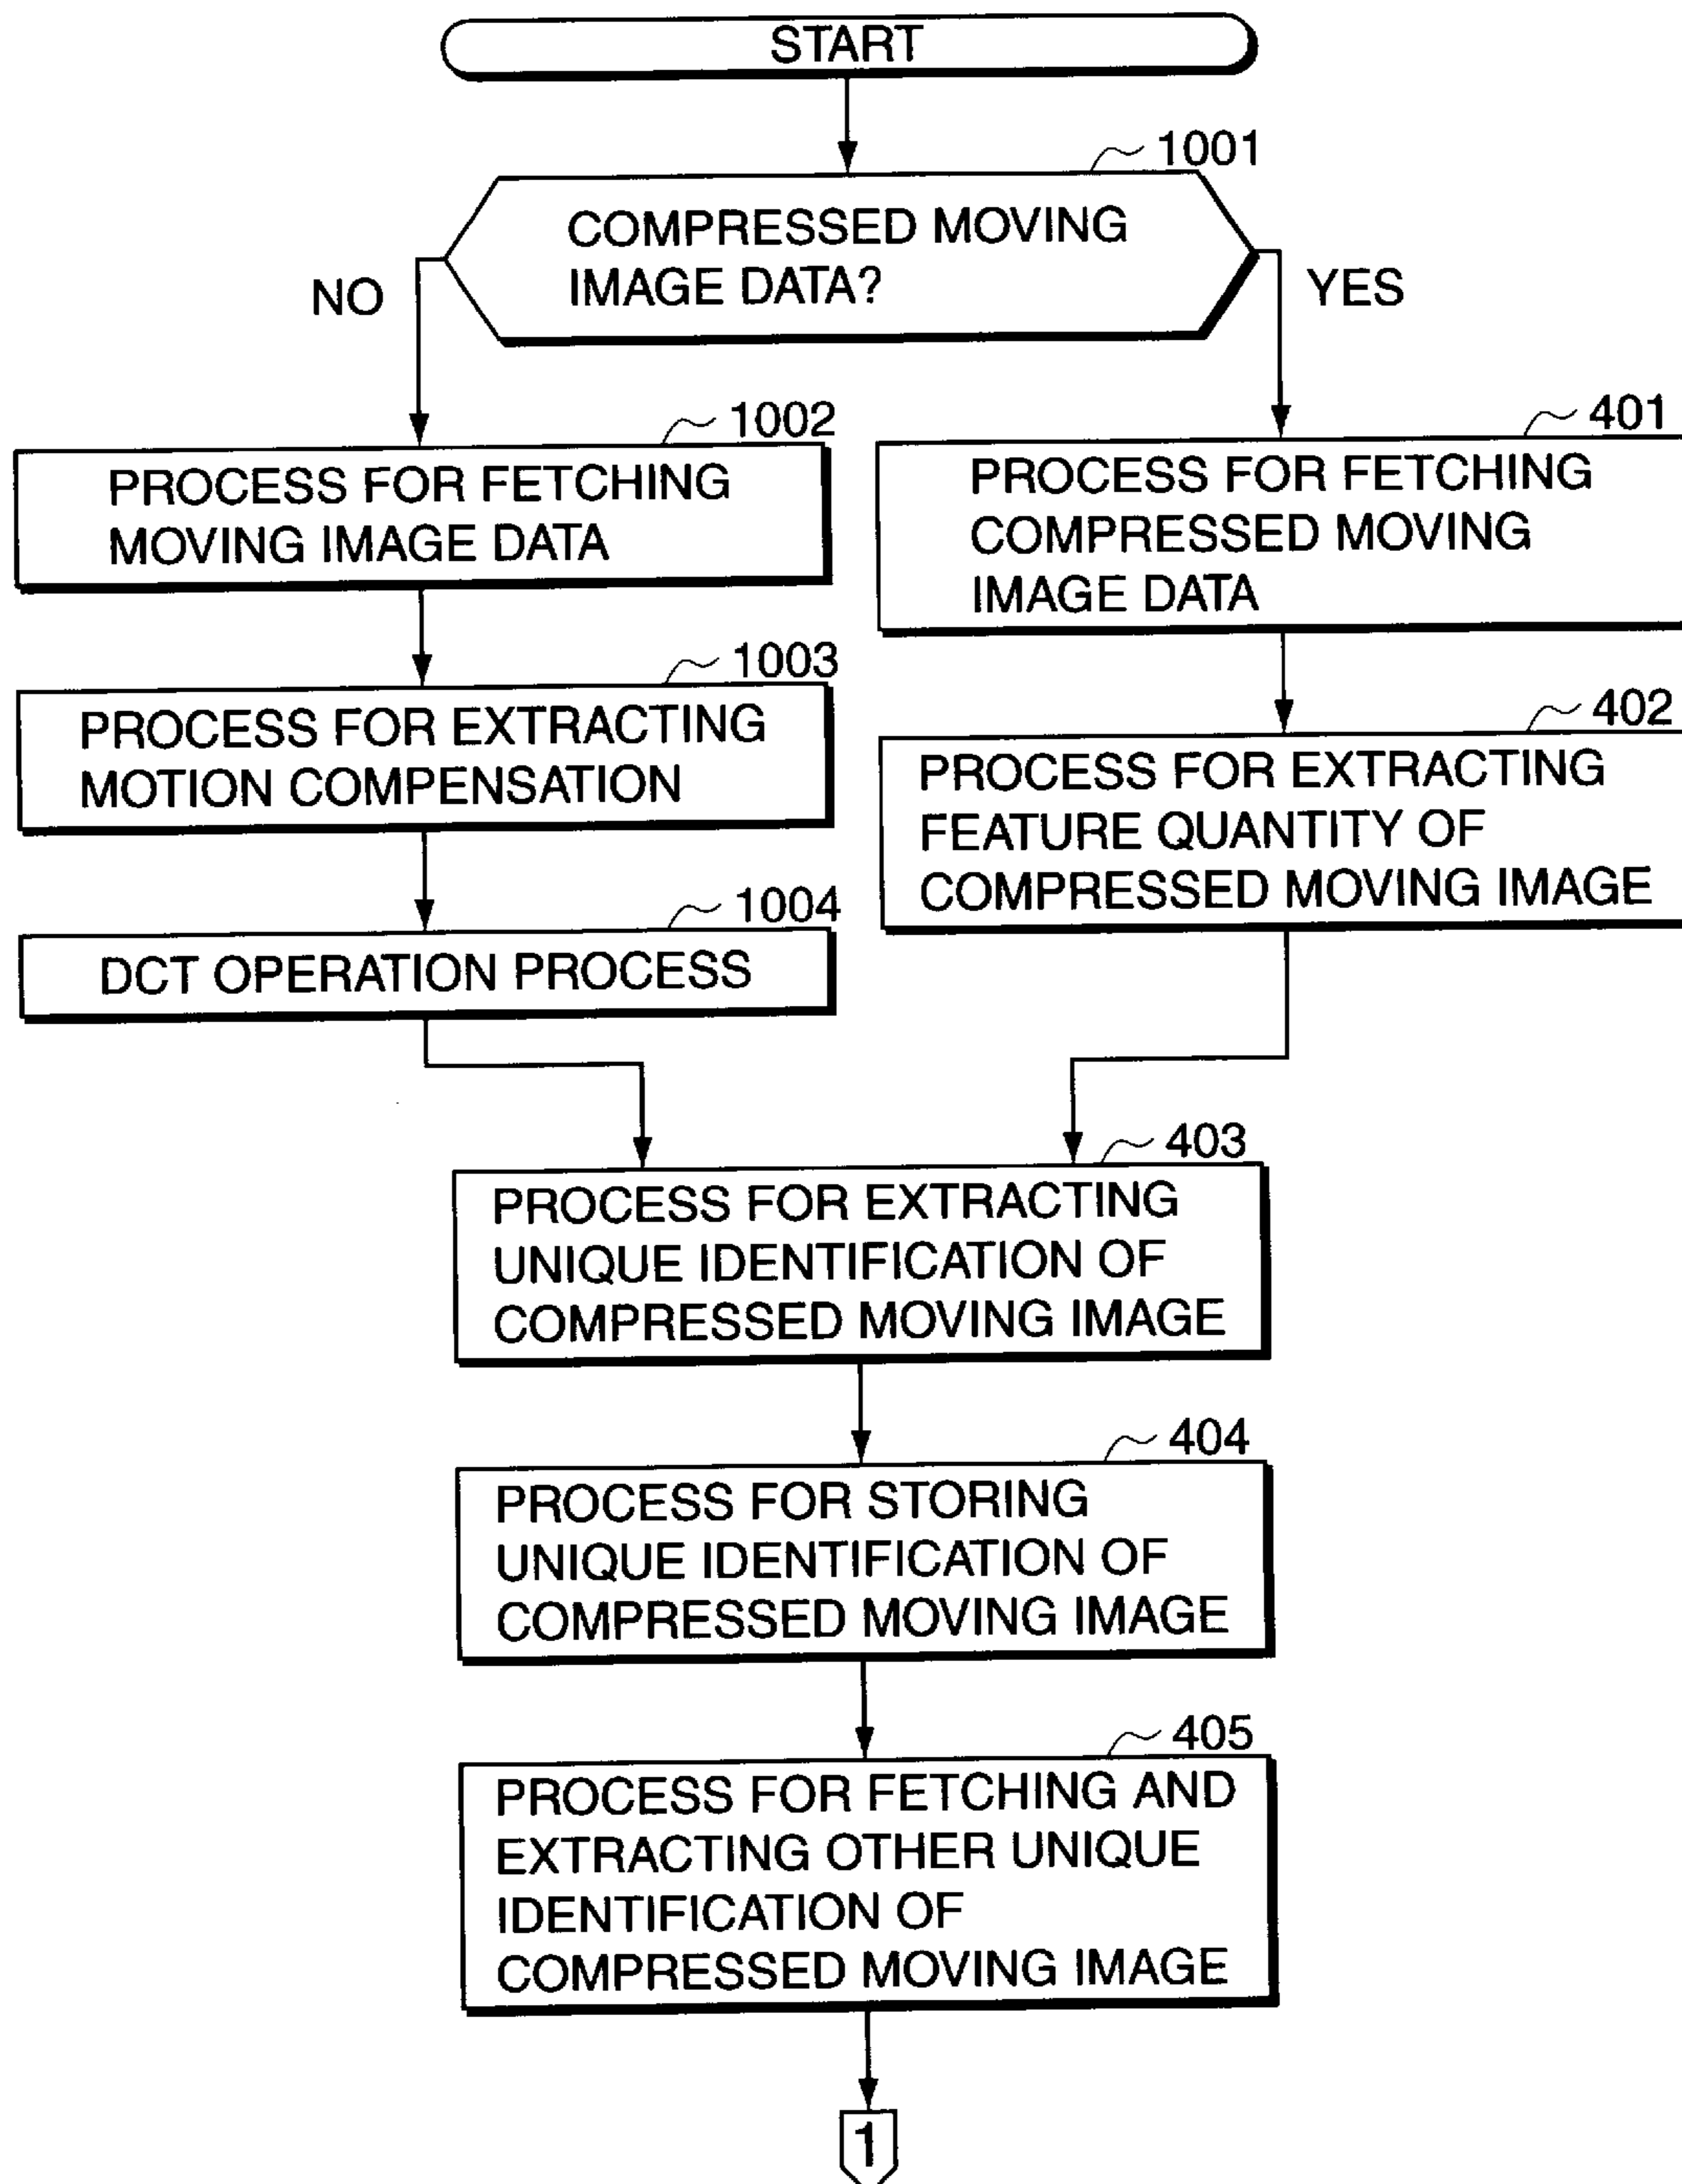 START
1001
COMPRESSED MOVING
IMAGE DATA?
NO
YES
1002
PROCESS FOR FETCHING
MOVING IMAGE DATA
401
PROCESS FOR FETCHING
COMPRESSED MOVING
IMAGE DATA
1003
PROCESS FOR EXTRACTING
MOTION COMPENSATION
402
PROCESS FOR EXTRACTING
FEATURE QUANTITY OF
COMPRESSED MOVING IMAGE
1004
DCT OPERATION PROCESS
403
PROCESS FOR EXTRACTING
UNIQUE IDENTIFICATION OF
COMPRESSED MOVING IMAGE
404
PROCESS FOR STORING
UNIQUE IDENTIFICATION OF
COMPRESSED MOVING IMAGE
405
PROCESS FOR FETCHING AND
EXTRACTING OTHER UNIQUE
IDENTIFICATION OF
COMPRESSED MOVING IMAGE
1